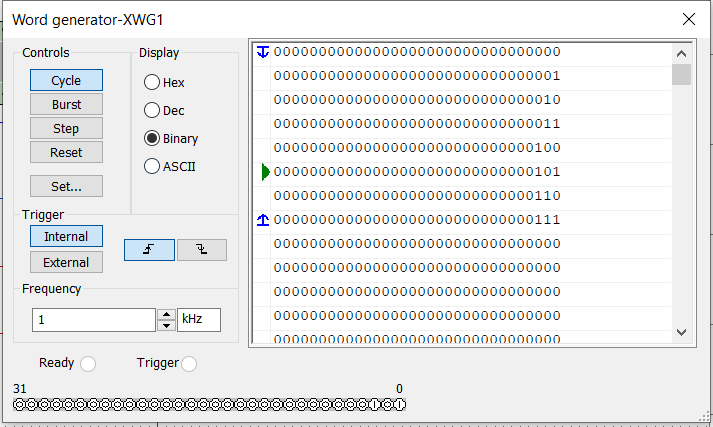 Word generator-XWG1
Controls
Cycle
Burst
Step
Reset
Set...
Display
Hex
Dec
Binary
ASCII
Trigger
Internal
External
Frequency
1
kHz
00000000000000000000000000000000
00000000000000000000000000000001
00000000000000000000000000000010
00000000000000000000000000000011
00000000000000000000000000000100
00000000000000000000000000000101
00000000000000000000000000000110
00000000000000000000000000000111
00000000000000000000000000000000
00000000000000000000000000000000
00000000000000000000000000000000
00000000000000000000000000000000
00000000000000000000000000000000
Ready
Trigger
31 0